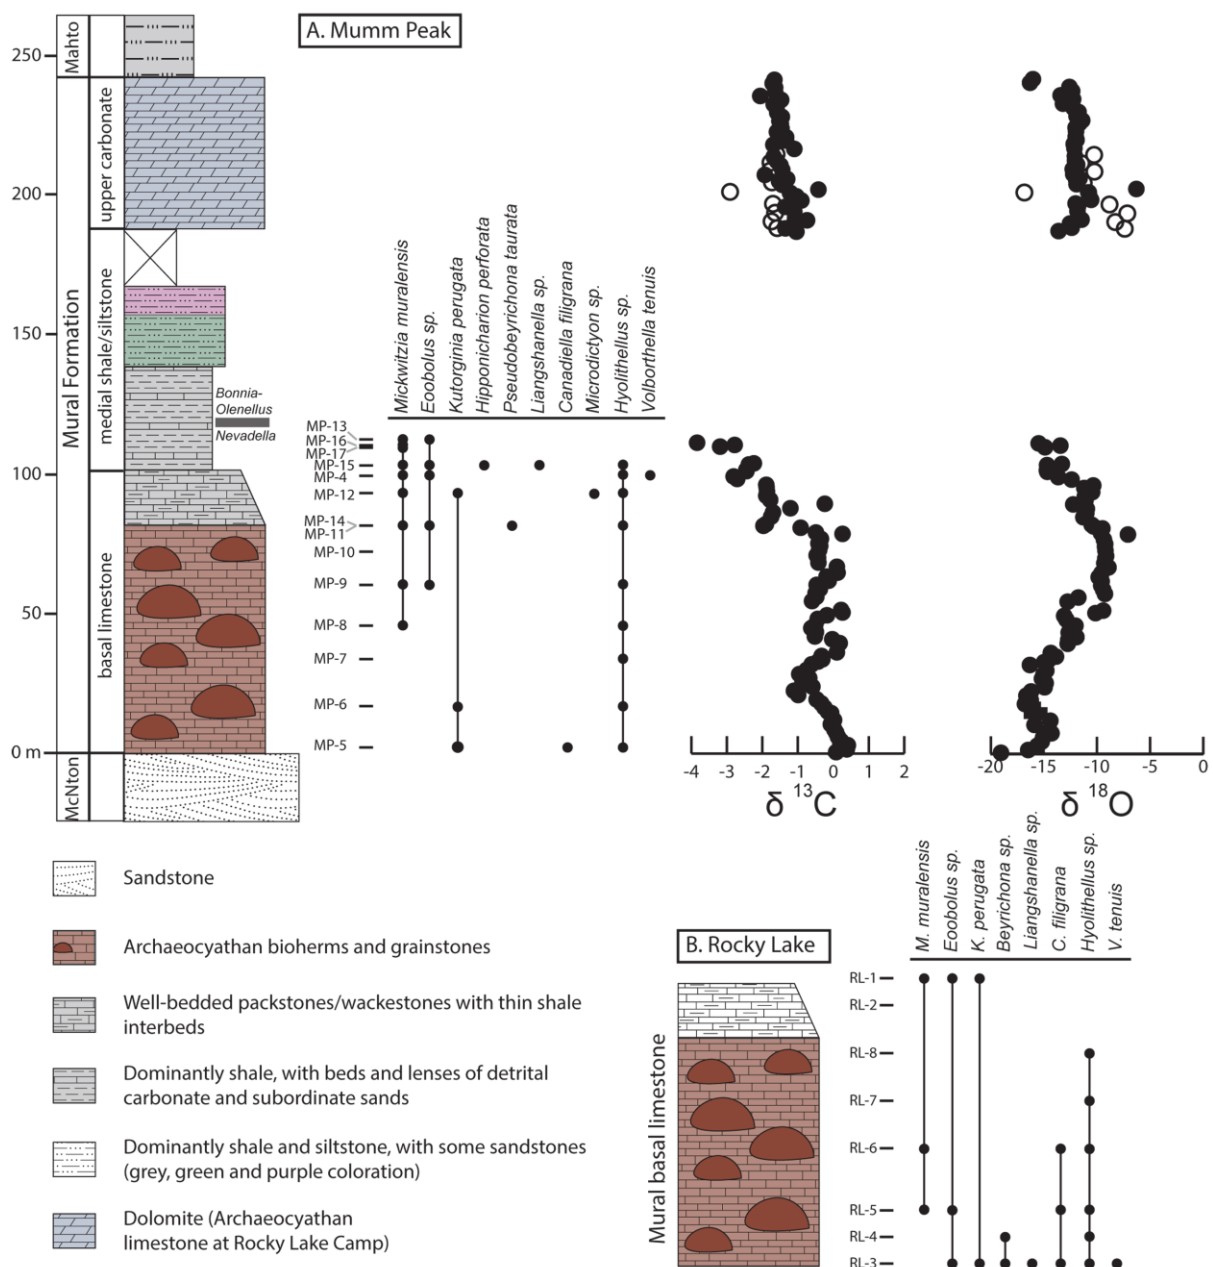 A. Mumm Peak
250
200
150
100
50
0 m
Mahto
Mural Formation
McNton
upper carbonate
medial shale/siltstone
basal limestone
Bonnia-
Olenellus
Nevadella
Mickwitzia muralensis
Eoobolus sp.
Kutorginia perugata
Hipponicharion perforata
Pseudobeyrichona taurata
Liangshanella sp.
Canadiella filigrana
Microdictyon sp.
Hyolithellus sp.
Volborthella tenuis
MP-13
MP-16
MP-17
MP-15
MP-4
MP-12
MP-14
MP-11
MP-10
MP-9
MP-8
MP-7
MP-6
MP-5
-4 -3 -2 -1 0 1 2
δ 13C
-20 -15 -10 -5 0
δ 18O
Sandstone
Archaeocyathan bioherms and grainstones
Well-bedded packstones/wackestones with thin shale
interbeds
Dominantly shale, with beds and lenses of detrital
carbonate and subordinate sands
Dominantly shale and siltstone, with some sandstones
(grey, green and purple coloration)
Dolomite (Archaeocyathan
limestone at Rocky Lake Camp)
B. Rocky Lake
Mural basal limestone
M. muralensis
Eoobolus sp.
K. perugata
Beyrichona sp.
Liangshanella sp.
C. filigrana
Hyolithellus sp.
V. tenuis
RL-1
RL-2
RL-8
RL-7
RL-6
RL-5
RL-4
RL-3